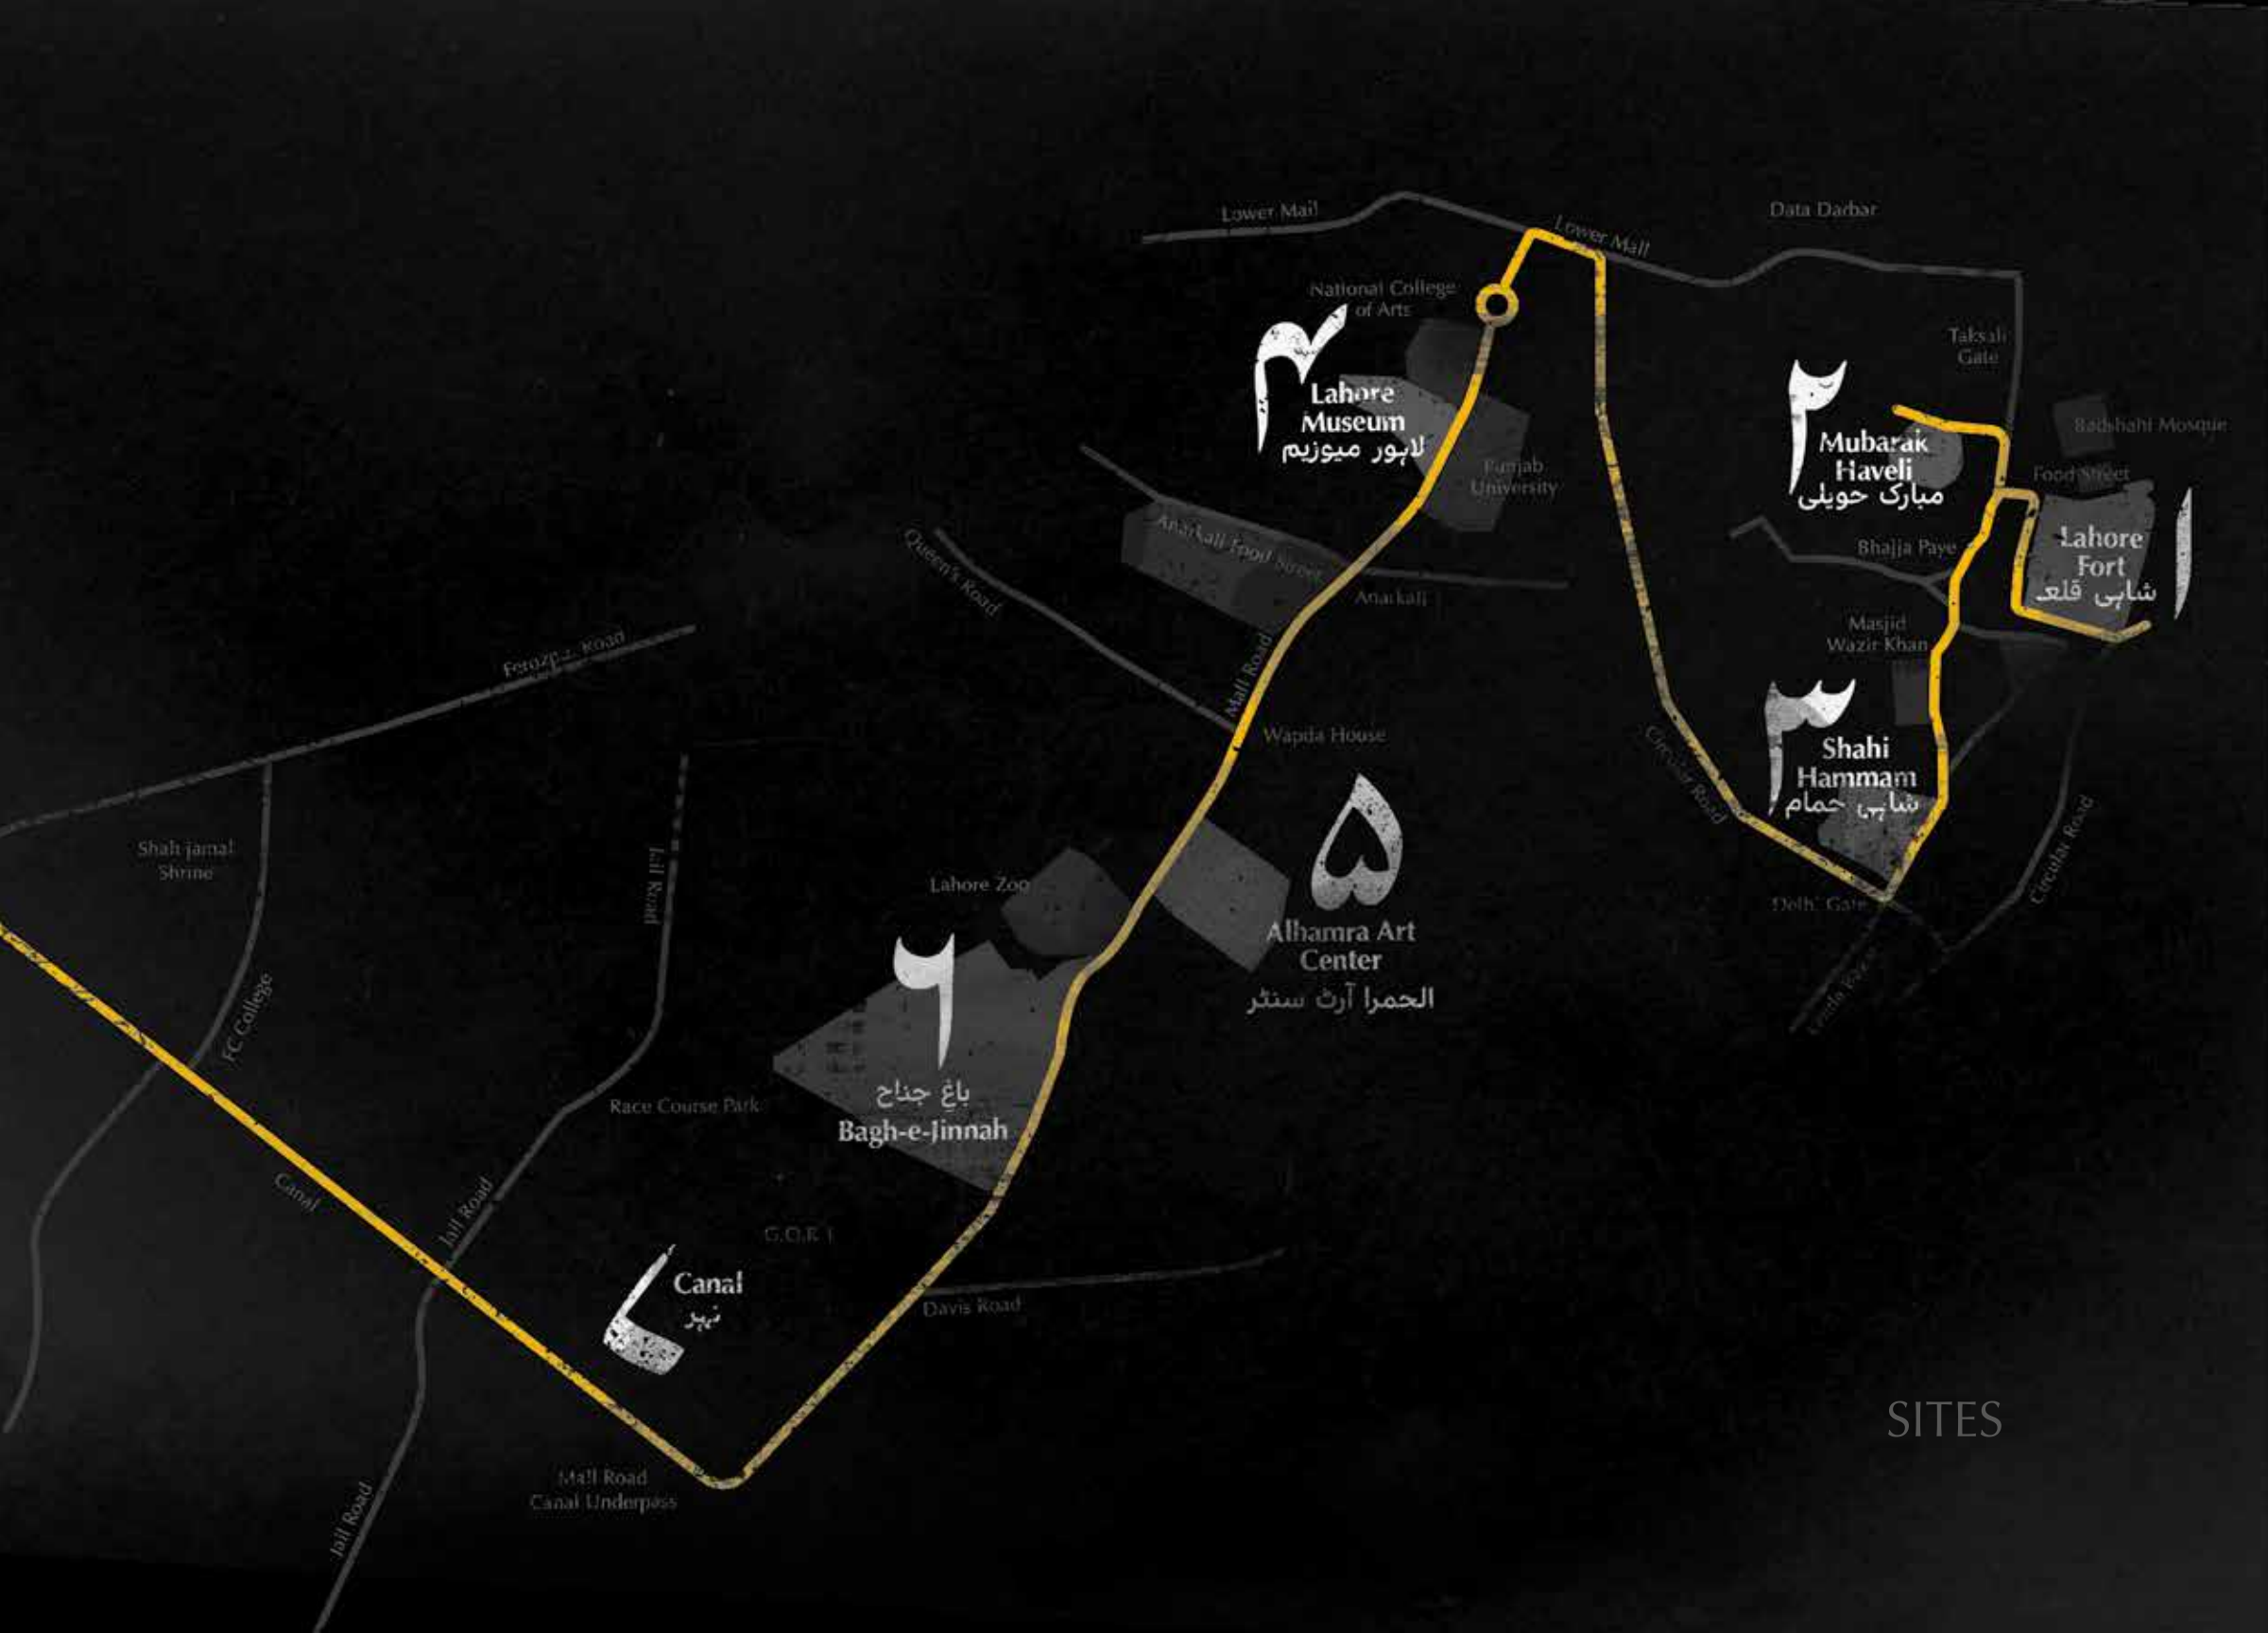 Lower Mall
Lower Mall
Data Darbar
National College
of Arts
Taksali
Gate
۴
Lahore
Museum
لاہور میوزیم
۲
Mubarak
Haveli
مبارک حویلی
Badshahi Mosque
Food Street
Punjab
University
۱
Lahore
Fort
شاہی قلعہ
Anarkali Food Street
Queen's Road
Bhajja Paye
Anarkali
Masjid
Wazir Khan
Road
Mall Road
Wapda House
۳
Shahi
Hammam
شاہی حمام
Circular Road
Circular Road
Shah jamal
Shrine
Jail Road
Lahore Zoo
۵
Alhamra Art
Center
الحمرا آرٹ سنٹر
Delhi Gate
۶
باغ جناح
Bagh-e-Jinnah
FC College
Race Course Park
Canal
Jail Road
G.O.R 1
۷
Canal
نہر
Davis Road
SITES
Mall Road
Canal Underpass
Jail Road